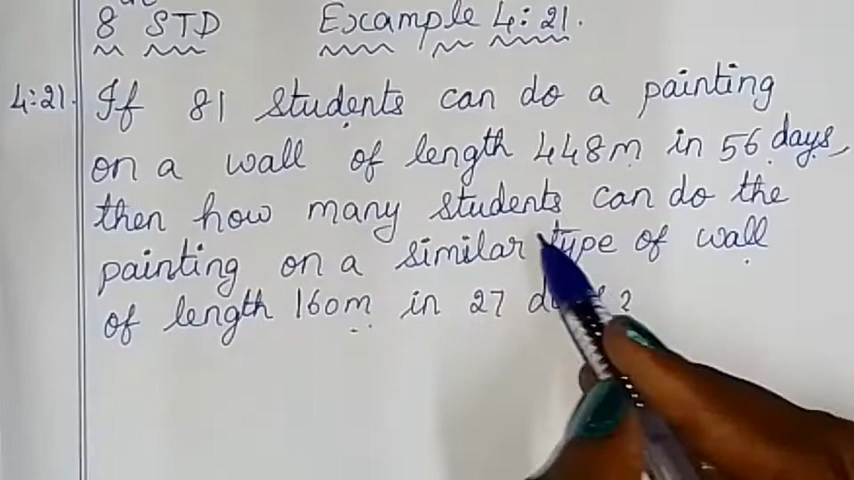 8 STD Example 4:21.
4:21. If 81 students can do a painting
on a wall of length 448m in 56 days,
then how many students can do the
painting on a similar type of wall
of length 160m in 27 ?